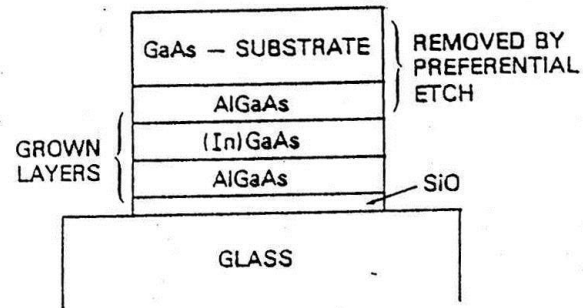 GaAs – SUBSTRATE
REMOVED BY
PREFERENTIAL
ETCH
AlGaAs
GROWN
LAYERS
(In)GaAs
AlGaAs
SiO
GLASS